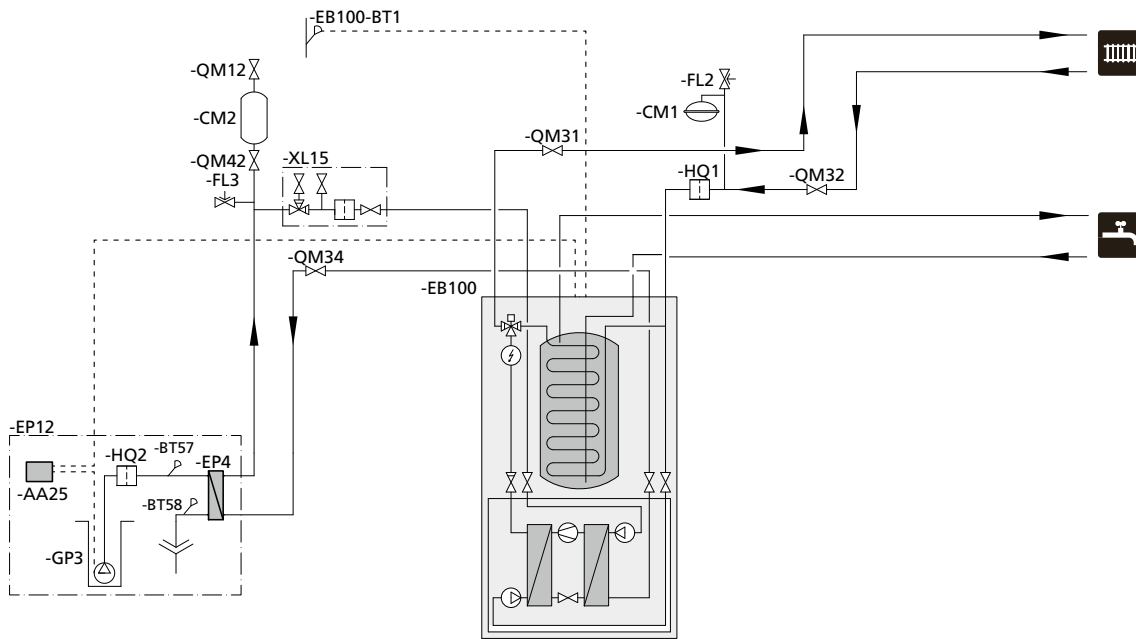 -EB100-BT1
-QM12
-FL2
-CM2
-CM1
-QM31
-QM42
-XL15
-FL3
-HQ1
-QM32
-QM34
-EB100
-EP12
-HQ2
-BT57
-EP4
-AA25
-BT58
-GP3